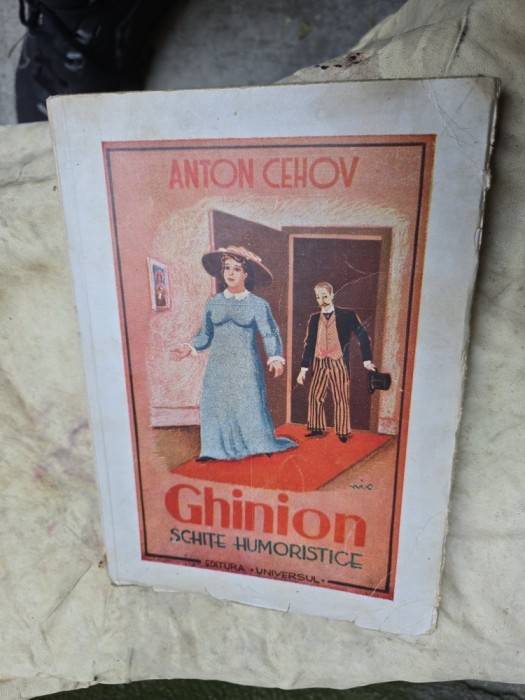 ANTON CEHOV
Ghinion
SCHIȚE HUMORISTICE
EDITURA • UNIVERSUL •